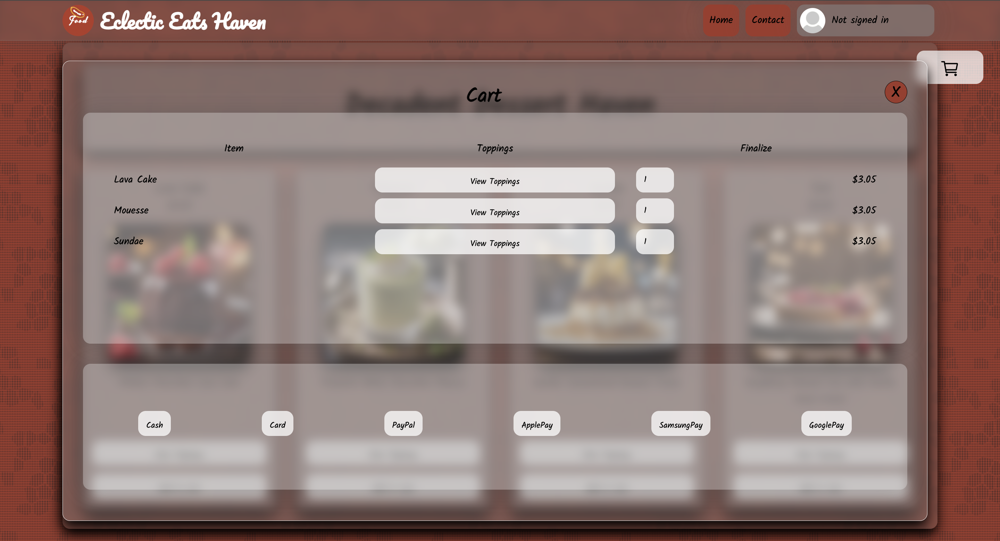 Food
Eclectic Eats Haven
Home
Contact
Not signed in
Cart
X
Item Toppings Finalize
Lava Cake View Toppings 1 $3.05
Mouesse View Toppings 1 $3.05
Sundae View Toppings 1 $3.05
Cash Card PayPal ApplePay SamsungPay GooglePay